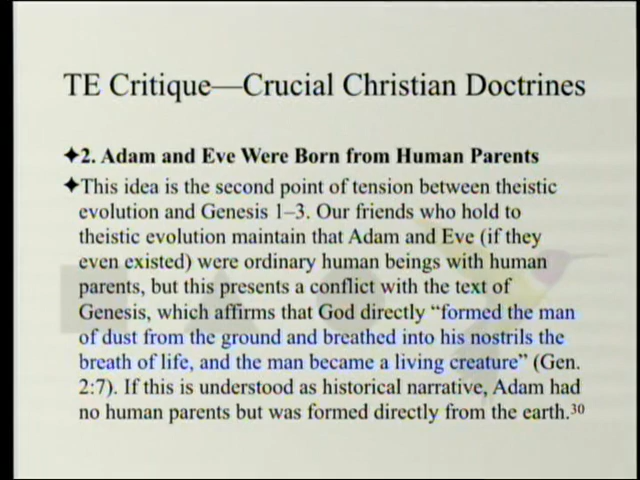 TE Critique—Crucial Christian Doctrines
✦2. Adam and Eve Were Born from Human Parents
✦This idea is the second point of tension between theistic
evolution and Genesis 1–3. Our friends who hold to
theistic evolution maintain that Adam and Eve (if they
even existed) were ordinary human beings with human
parents, but this presents a conflict with the text of
Genesis, which affirms that God directly “formed the man
of dust from the ground and breathed into his nostrils the
breath of life, and the man became a living creature” (Gen.
2:7). If this is understood as historical narrative, Adam had
no human parents but was formed directly from the earth.³⁰